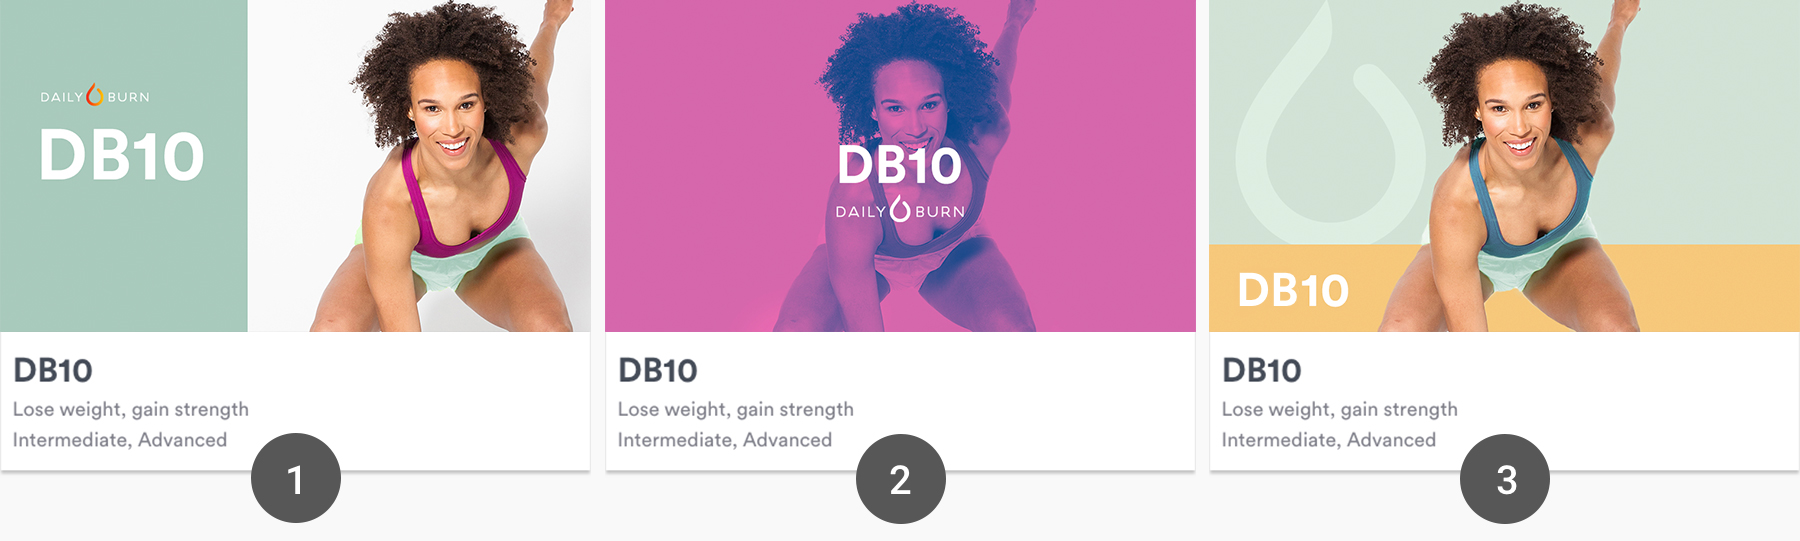 DAILY BURN
DB10
DB10
Lose weight, gain strength
Intermediate, Advanced
1
DB10
DAILY BURN
DB10
Lose weight, gain strength
Intermediate, Advanced
2
DB10
DB10
Lose weight, gain strength
Intermediate, Advanced
3